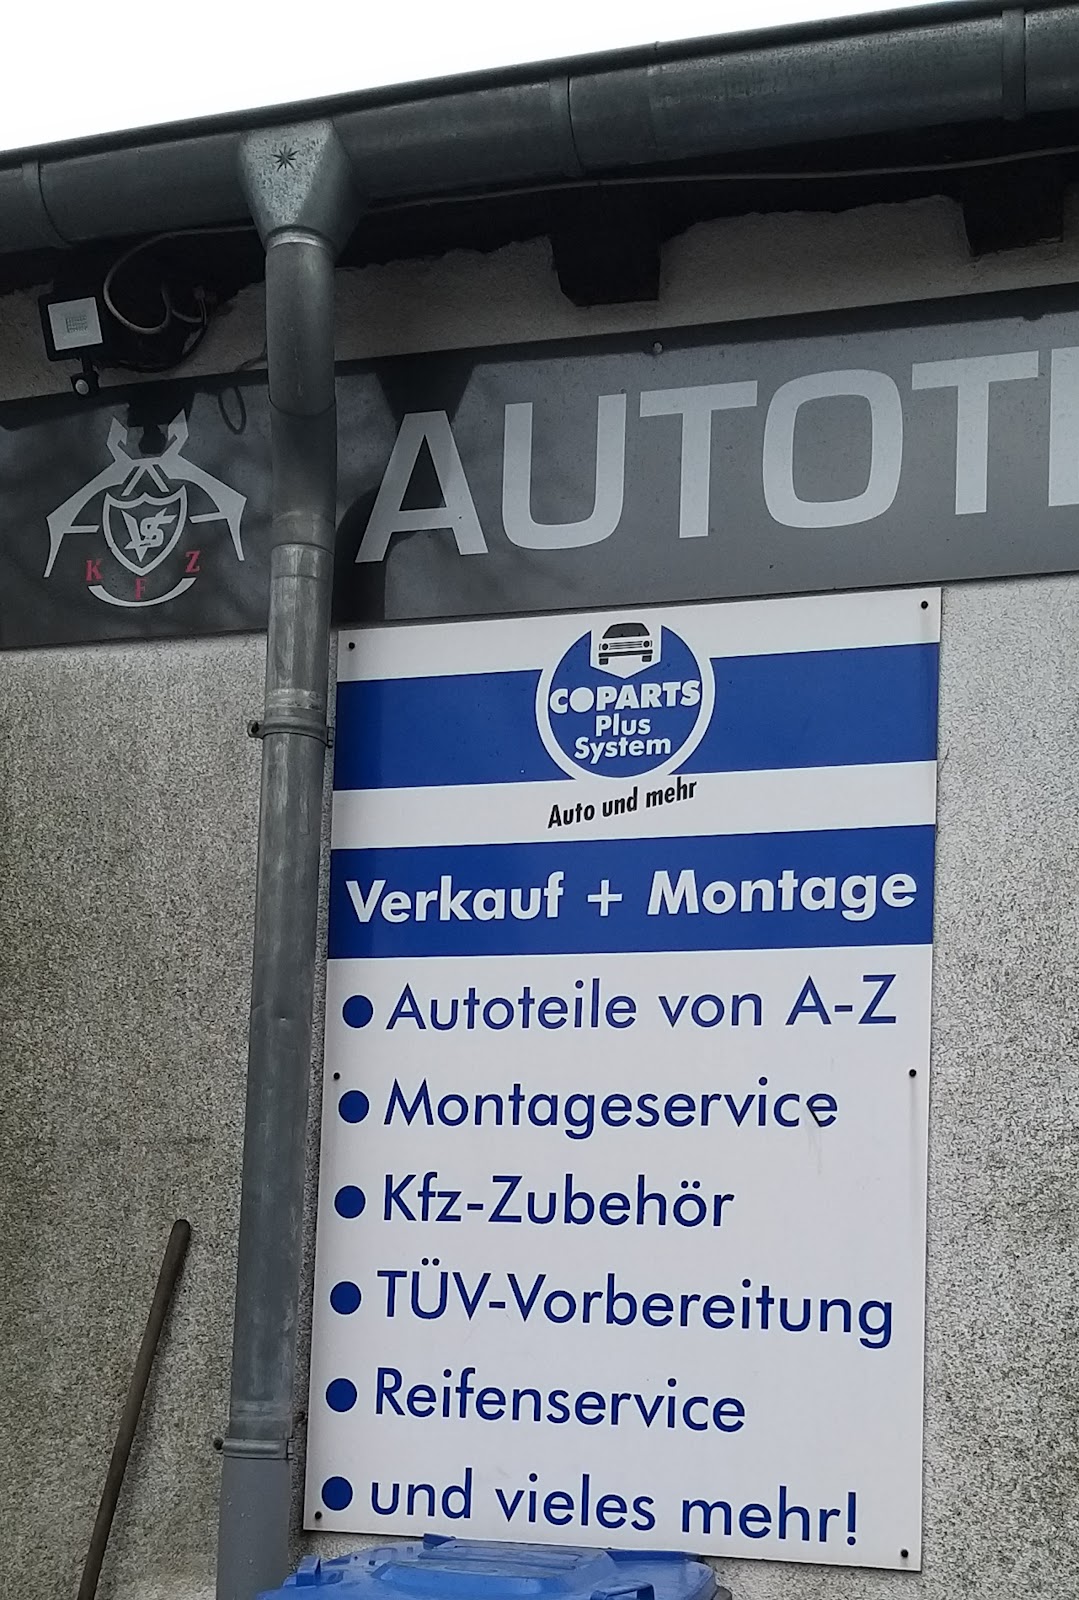 AUTOT
K F Z
COPARTS
Plus
System
Auto und mehr
Verkauf + Montage
• Autoteile von A-Z
• Montageservice
• Kfz-Zubehör
• TÜV-Vorbereitung
• Reifenservice
• und vieles mehr!